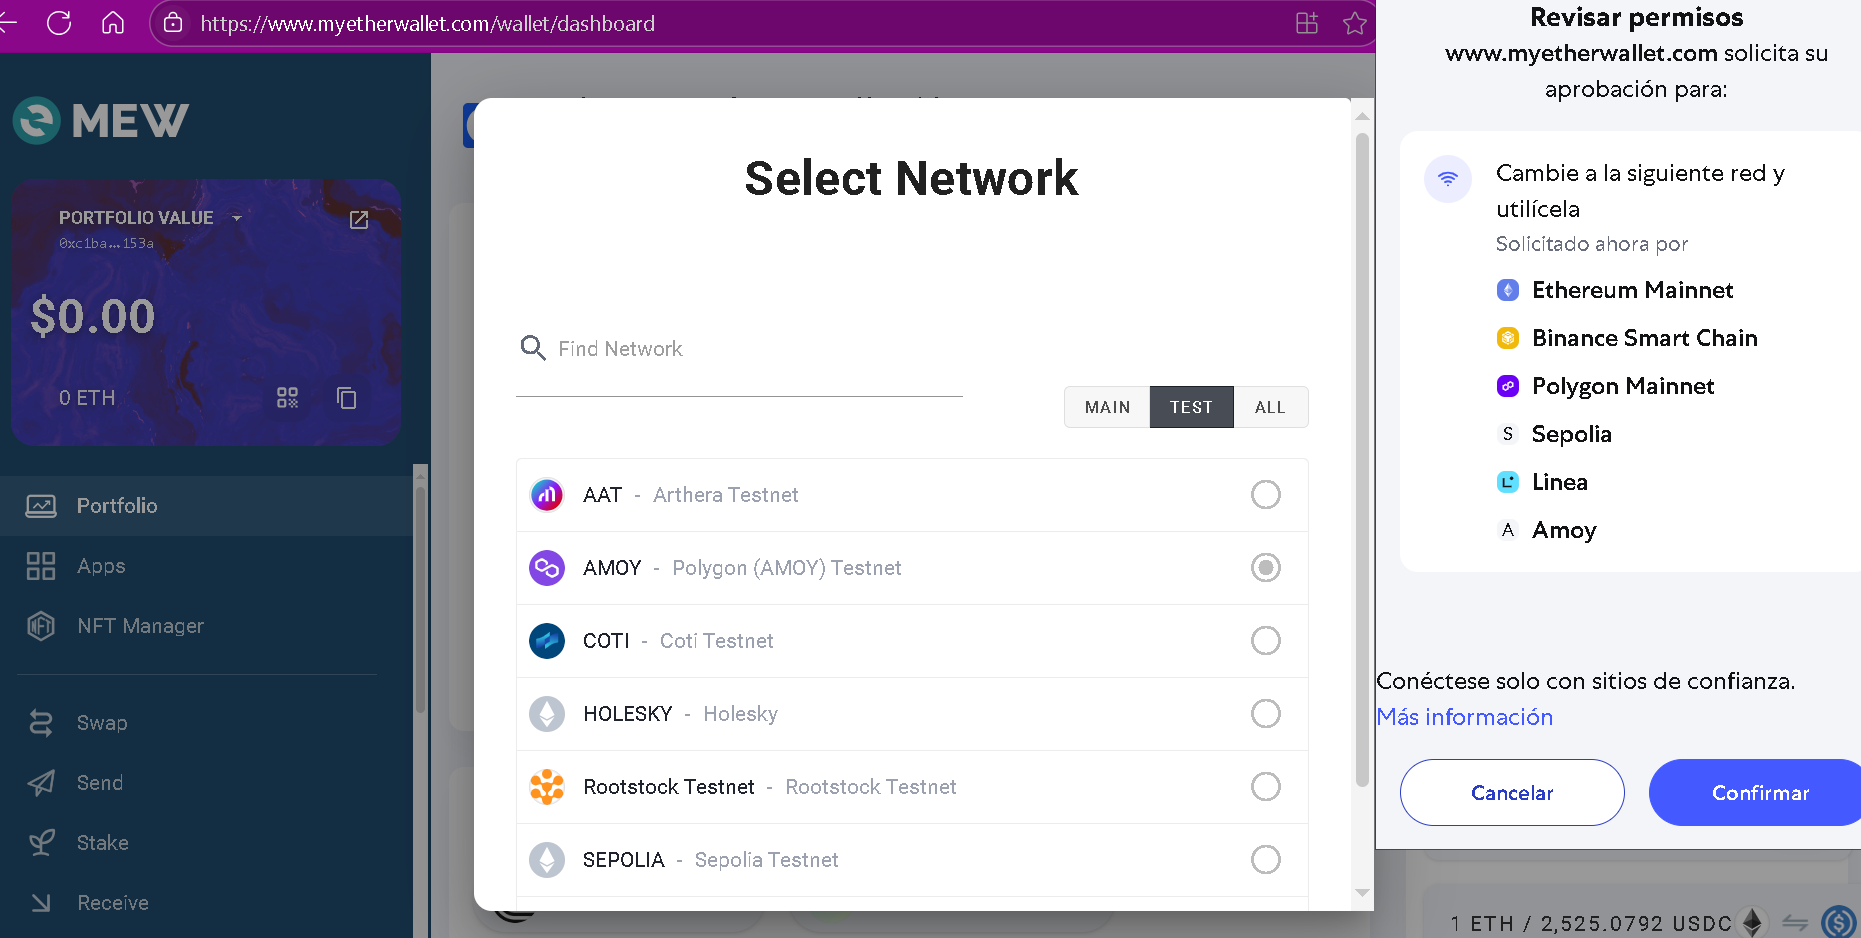 https://www.myetherwallet.com/wallet/dashboard
MEW
PORTFOLIO VALUE
0xc1ba...153a
$0.00
0 ETH
Portfolio
Apps
NFT Manager
Swap
Send
Stake
Receive
Select Network
Find Network
MAIN
TEST
ALL
AAT - Arthera Testnet
AMOY - Polygon (AMOY) Testnet
COTI - Coti Testnet
HOLESKY - Holesky
Rootstock Testnet - Rootstock Testnet
SEPOLIA - Sepolia Testnet
Revisar permisos
www.myetherwallet.com solicita su
aprobación para:
Cambie a la siguiente red y
utilícela
Solicitado ahora por
Ethereum Mainnet
Binance Smart Chain
Polygon Mainnet
S Sepolia
Linea
A Amoy
Conéctese solo con sitios de confianza.
Más información
Cancelar
Confirmar
1 ETH / 2,525.0792 USDC